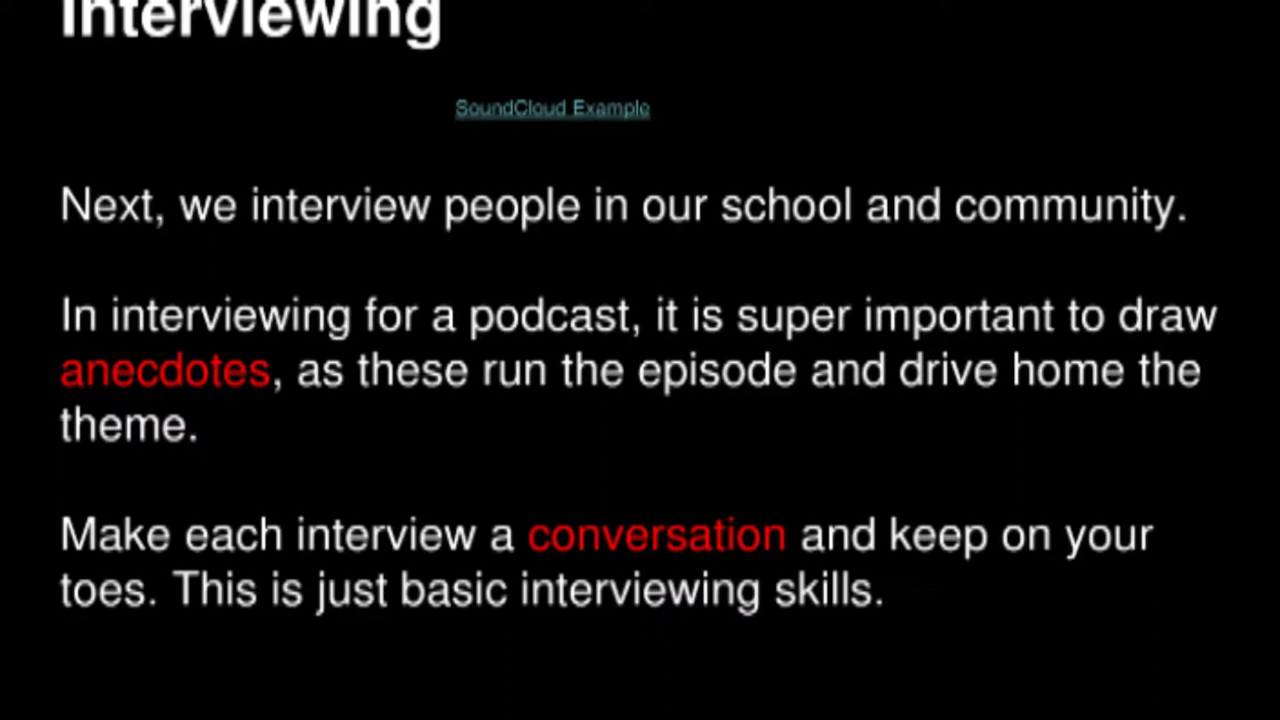 Interviewing
SoundCloud Example
Next, we interview people in our school and community.
In interviewing for a podcast, it is super important to draw
anecdotes, as these run the episode and drive home the
theme.
Make each interview a conversation and keep on your
toes. This is just basic interviewing skills.